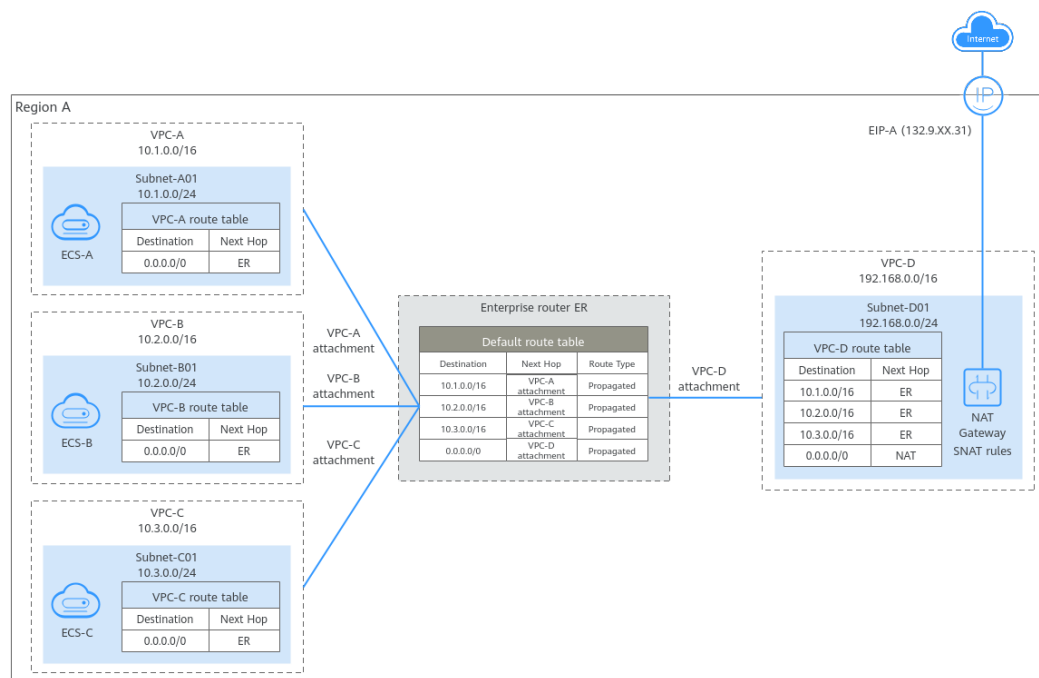 Internet
IP
EIP-A (132.9.XX.31)
Region A
VPC-A
10.1.0.0/16
Subnet-A01
10.1.0.0/24
ECS-A
VPC-A route table
Destination Next Hop
0.0.0.0/0 ER
VPC-B
10.2.0.0/16
Subnet-B01
10.2.0.0/24
ECS-B
VPC-B route table
Destination Next Hop
0.0.0.0/0 ER
VPC-C
10.3.0.0/16
Subnet-C01
10.3.0.0/24
ECS-C
VPC-C route table
Destination Next Hop
0.0.0.0/0 ER
VPC-A
attachment
VPC-B
attachment
VPC-C
attachment
Enterprise router ER
Default route table
Destination Next Hop Route Type
10.1.0.0/16 VPC-A attachment Propagated
10.2.0.0/16 VPC-B attachment Propagated
10.3.0.0/16 VPC-C attachment Propagated
0.0.0.0/0 VPC-D attachment Propagated
VPC-D
attachment
VPC-D
192.168.0.0/16
Subnet-D01
192.168.0.0/24
VPC-D route table
Destination Next Hop
10.1.0.0/16 ER
10.2.0.0/16 ER
10.3.0.0/16 ER
0.0.0.0/0 NAT
NAT
Gateway
SNAT rules